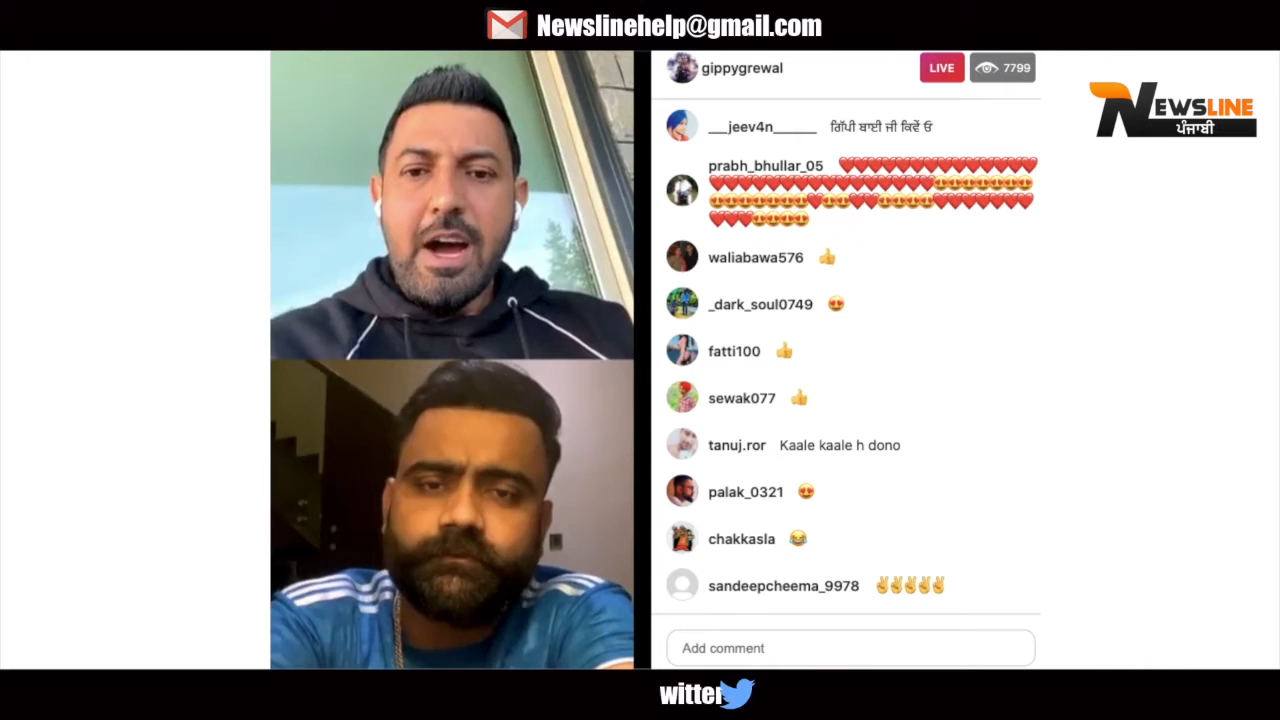 Newslinehelp@gmail.com
gippygrewal LIVE 7799
NEWSLINE
ਪੰਜਾਬੀ
___jeev4n______ ਗਿੱਪੀ ਬਾਈ ਜੀ ਕਿਵੇਂ ਓ
prabh_bhullar_05 ❤️❤️❤️❤️❤️❤️❤️❤️❤️❤️❤️❤️❤️❤️
❤️❤️❤️❤️❤️❤️❤️❤️❤️❤️❤️❤️❤️❤️❤️❤️😍😍😍😍😍😍😍
😍😍😍😍😍😍😍❤️😍😍❤️❤️😍😍😍😍❤️❤️❤️❤️❤️❤️❤️
❤️❤️❤️😍😍😍😍
waliabawa576 👍
_dark_soul0749 😍
fatti100 👍
sewak077 👍
tanuj.ror Kaale kaale h dono
palak_0321 😍
chakkasla 😂
sandeepcheema_9978 ✌️✌️✌️✌️✌️
Add comment
witter